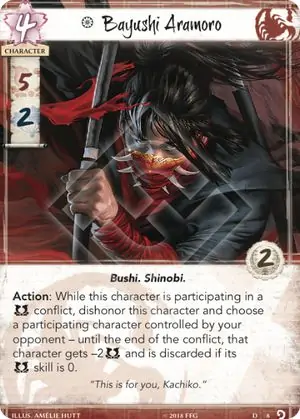 4
Bayushi Aramoro
CHARACTER
5
2
2
Bushi. Shinobi.
Action: While this character is participating in a
conflict, dishonor this character and choose
a participating character controlled by your
opponent – until the end of the conflict, that
character gets –2 and is discarded if its
skill is 0.
"This is for you, Kachiko."
ILLUS. AMÉLIE HUTT ©2018 FFG D